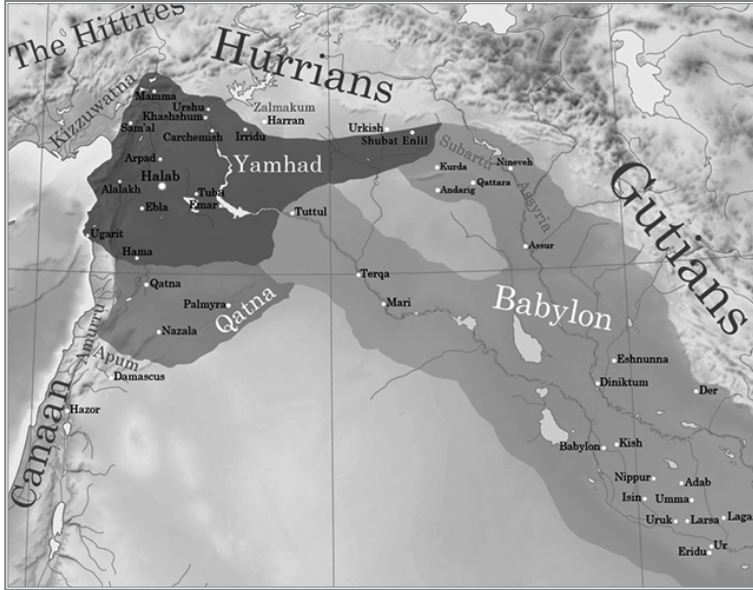 The Hittites
Hurrians
Kizzuwatna
Mamma
Urshu
Zalmakum
Khashshum
Harran
Sam'al
Carchemish
Irridu
Urkish
Shubat Enlil
Subartu
Arpad
Yamhad
Kurda
Nineveh
Halab
Alalakh
Andarig
Qattara
Assyria
Tuba
Emar
Ebla
Tuttul
Gutians
Ugarit
Assur
Hama
Qatna
Terqa
Palmyra
Qatna
Mari
Babylon
Nazala
Amurru
Apum
Eshnunna
Damascus
Diniktum
Der
Canaan
Hazor
Babylon
Kish
Nippur
Adab
Isin
Umma
Uruk
Larsa
Laga
Ur
Eridu